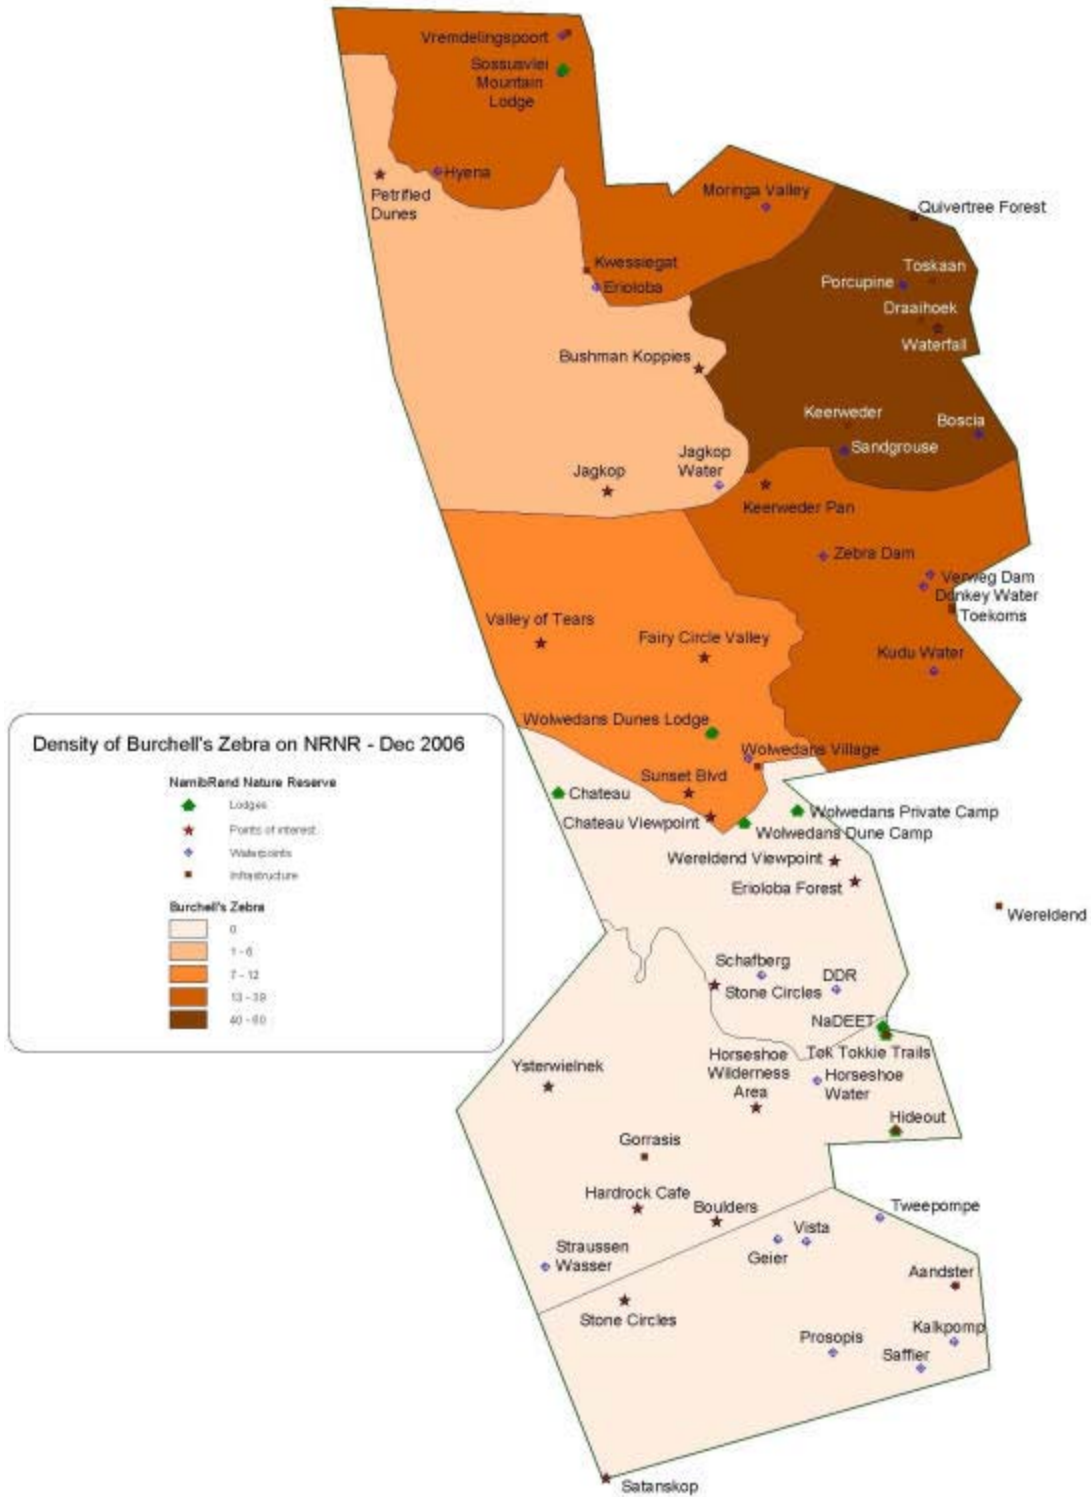 Vremdelingspoort
Sossusvlei
Mountain
Lodge
Hyena
Petrified
Dunes
Moringa Valley
Quivertree Forest
Kwessiegat
Erioloba
Toskaan
Porcupine
Draaihoek
Waterfall
Bushman Koppies
Keerweder
Boscia
Sandgrouse
Jagkop
Water
Jagkop
Keerweder Pan
Zebra Dam
Verweg Dam
Donkey Water
Toekoms
Valley of Tears
Fairy Circle Valley
Kudu Water
Wolwedans Dunes Lodge
Wolwedans Village
Sunset Blvd
Chateau
Chateau Viewpoint
Wolwedans Private Camp
Wolwedans Dune Camp
Wereldend Viewpoint
Erioloba Forest
Wereldend
Density of Burchell's Zebra on NRNR - Dec 2006
NamibRand Nature Reserve
Lodges
Points of interest
Waterpoints
Infrastructure
Burchell's Zebra
0
1 - 6
7 - 12
13 - 39
40 - 60
Schafberg
Stone Circles
DDR
NaDEET
Tok Tokkie Trails
Ysterwielnek
Horseshoe
Wilderness
Area
Horseshoe
Water
Hideout
Gorrasis
Hardrock Cafe
Boulders
Tweepompe
Vista
Geier
Straussen
Wasser
Aandster
Stone Circles
Prosopis
Kalkpomp
Saffier
Satanskop